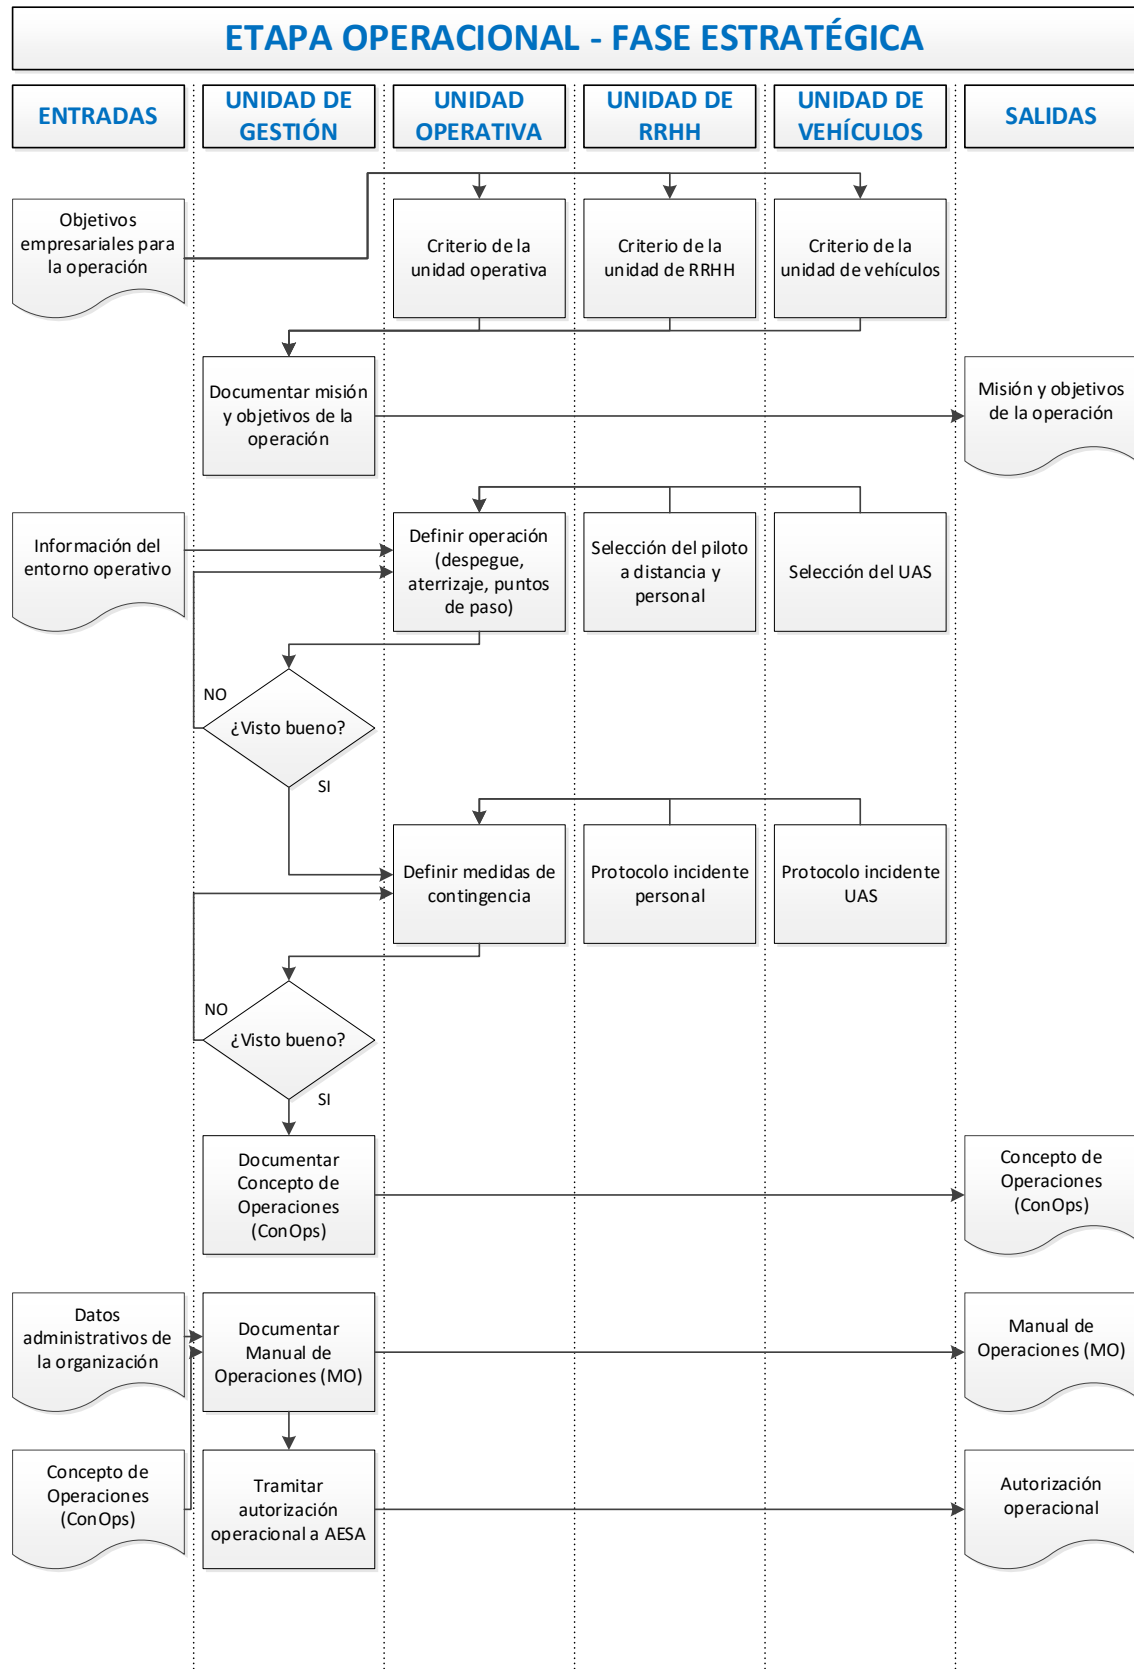 ETAPA OPERACIONAL - FASE ESTRATÉGICA
ENTRADAS
UNIDAD DE
GESTIÓN
UNIDAD
OPERATIVA
UNIDAD DE
RRHH
UNIDAD DE
VEHÍCULOS
SALIDAS
Objetivos
empresariales para
la operación
Criterio de la
unidad operativa
Criterio de la
unidad de RRHH
Criterio de la
unidad de vehículos
Documentar misión
y objetivos de la
operación
Misión y objetivos
de la operación
Información del
entorno operativo
Definir operación
(despegue,
aterrizaje, puntos
de paso)
Selección del piloto
a distancia y
personal
Selección del UAS
NO
¿Visto bueno?
SI
Definir medidas de
contingencia
Protocolo incidente
personal
Protocolo incidente
UAS
NO
¿Visto bueno?
SI
Documentar
Concepto de
Operaciones
(ConOps)
Concepto de
Operaciones
(ConOps)
Datos
administrativos de
la organización
Documentar
Manual de
Operaciones (MO)
Manual de
Operaciones (MO)
Concepto de
Operaciones
(ConOps)
Tramitar
autorización
operacional a AESA
Autorización
operacional